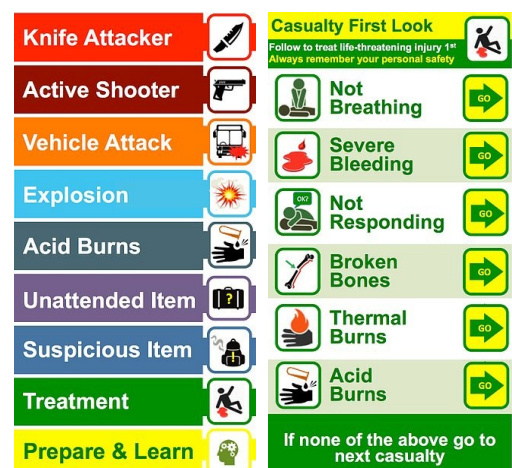 Knife Attacker
Active Shooter
Vehicle Attack
Explosion
Acid Burns
Unattended Item
?
Suspicious Item
!
Treatment
Prepare & Learn
Casualty First Look
Follow to treat life-threatening injury 1st
Always remember your personal safety
Not
Breathing
GO
Severe
Bleeding
GO
OK?
Not
Responding
GO
Broken
Bones
GO
Thermal
Burns
GO
Acid
Burns
GO
If none of the above go to
next casualty